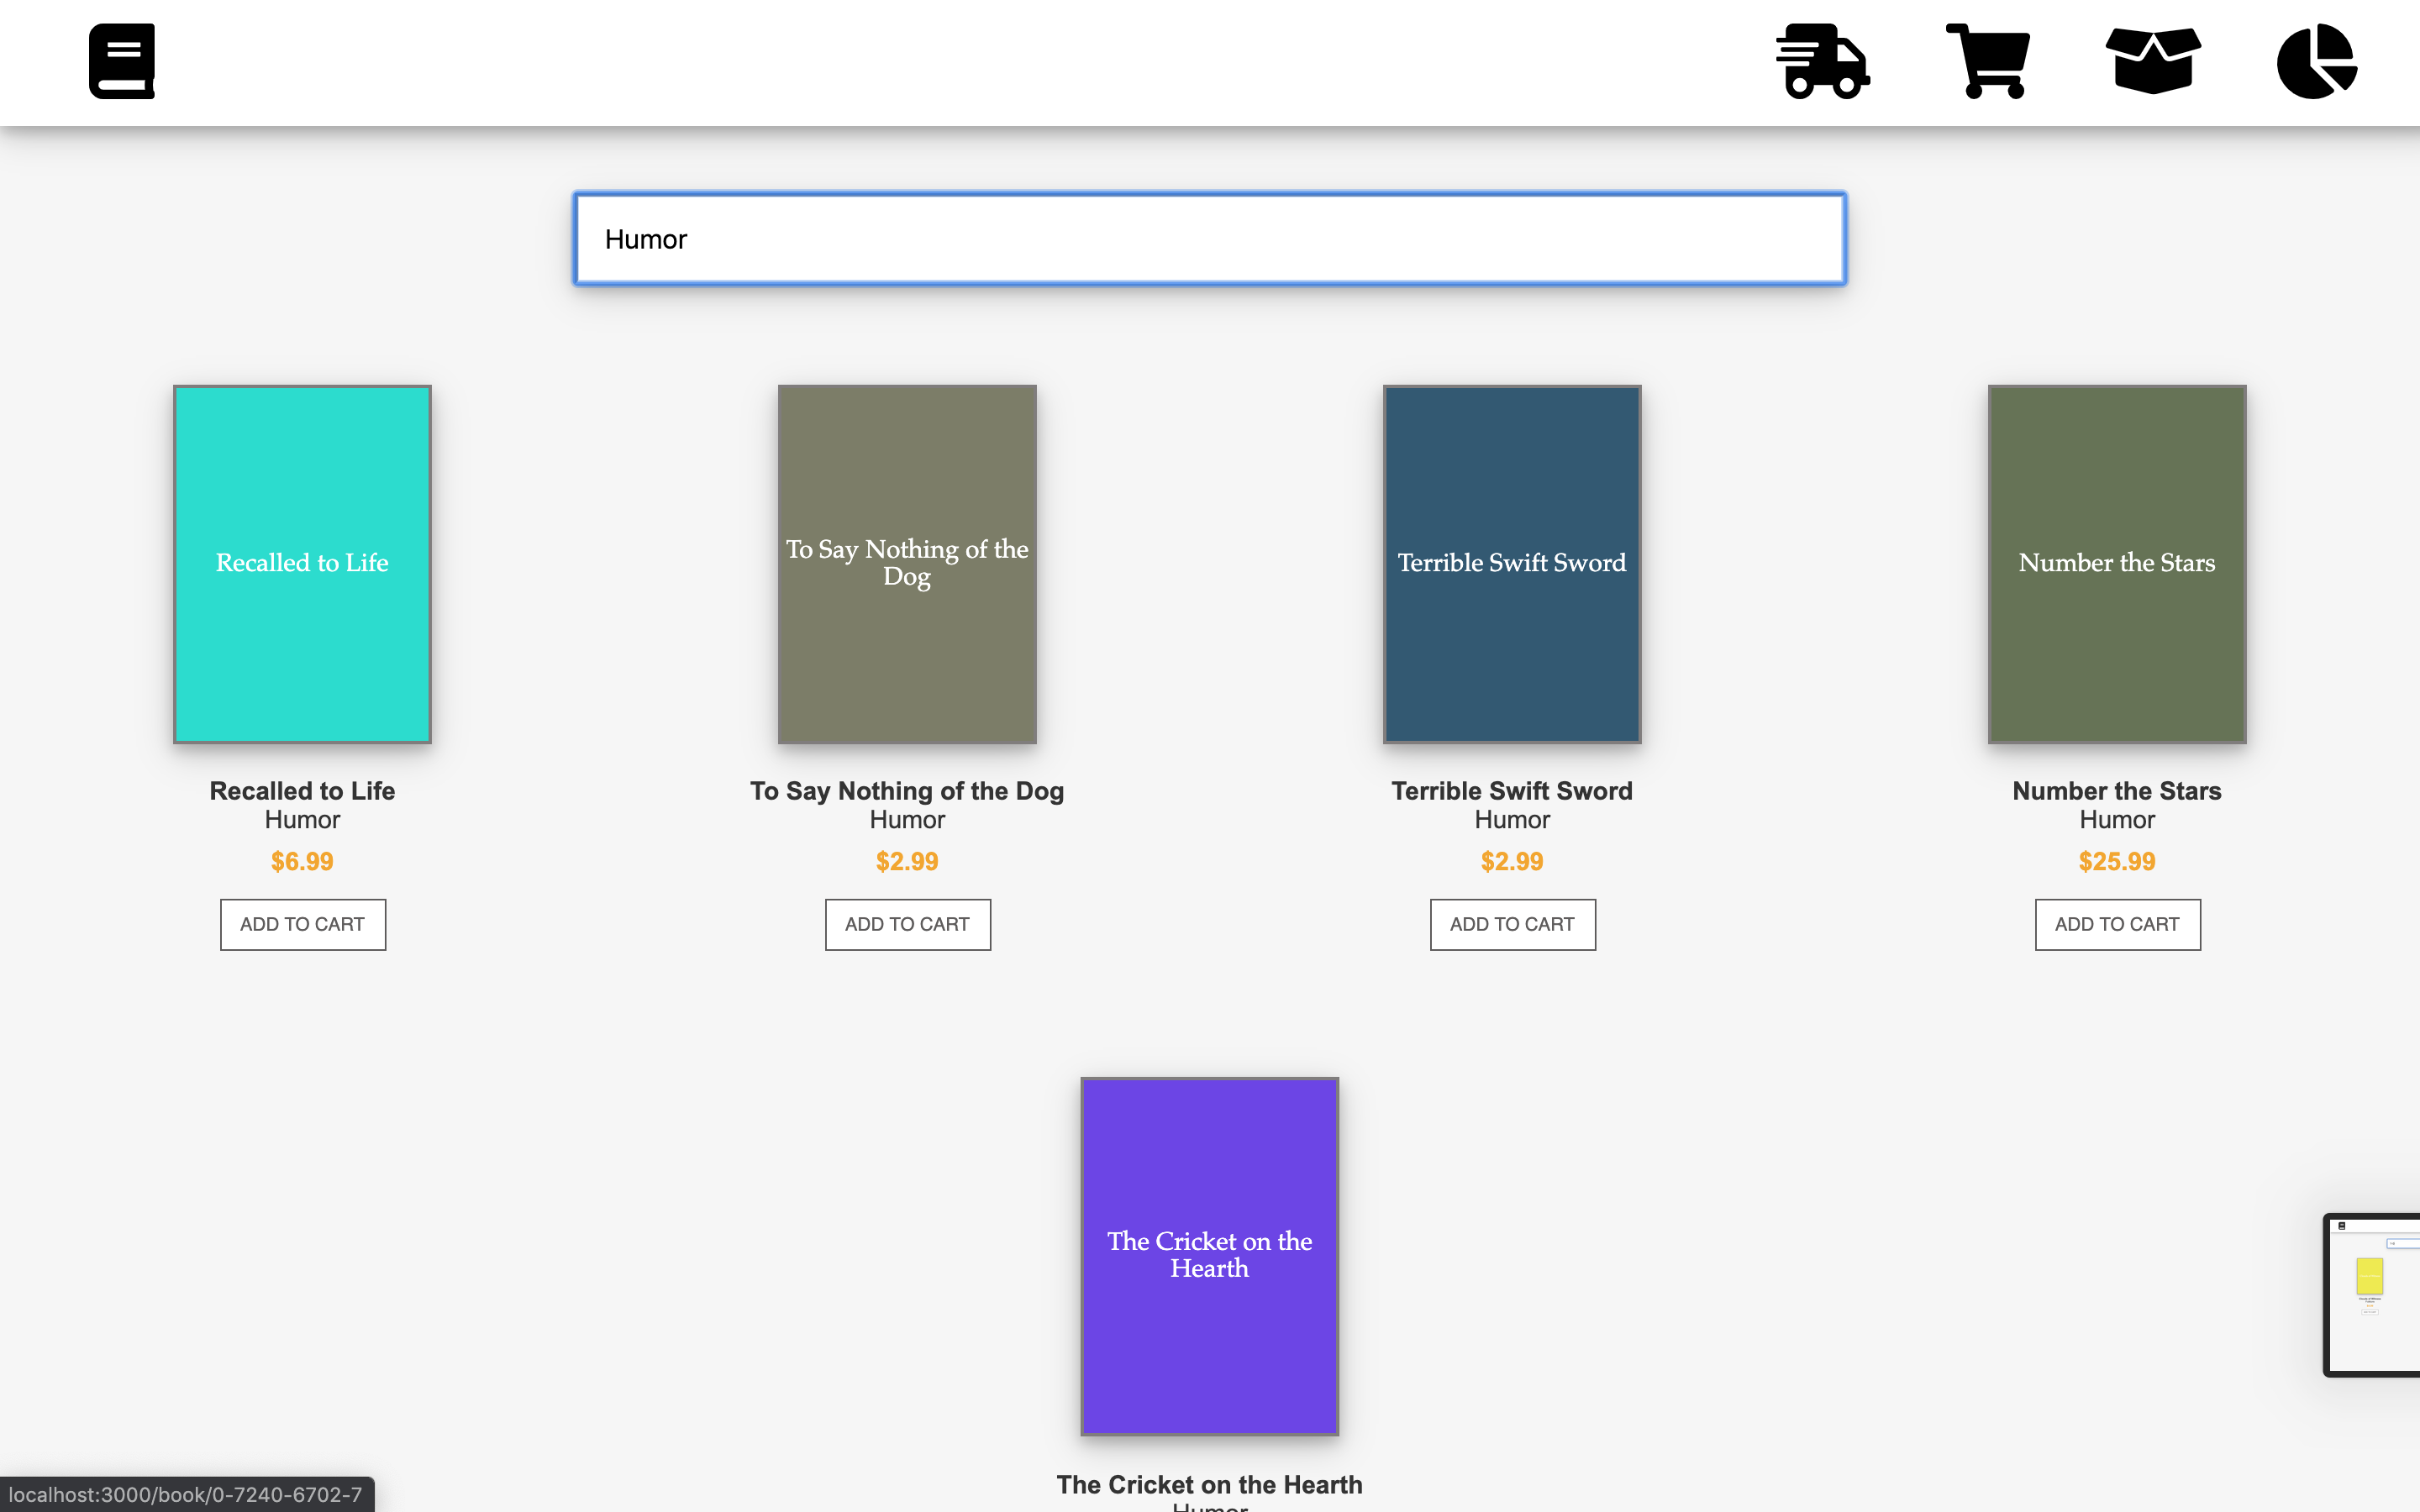 Humor
Recalled to Life
To Say Nothing of the
Dog
Terrible Swift Sword
Number the Stars
Recalled to Life
Humor
$6.99
ADD TO CART
To Say Nothing of the Dog
Humor
$2.99
ADD TO CART
Terrible Swift Sword
Humor
$2.99
ADD TO CART
Number the Stars
Humor
$25.99
ADD TO CART
The Cricket on the
Hearth
The Cricket on the Hearth
Humor
localhost:3000/book/0-7240-6702-7